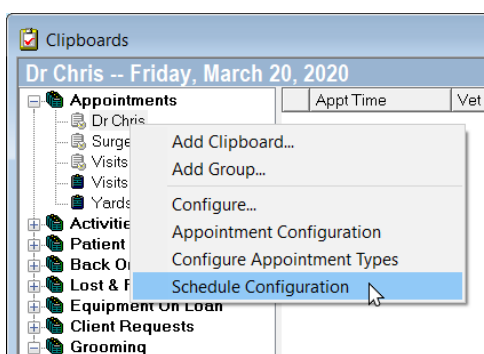 Clipboards
Dr Chris -- Friday, March 20, 2020
Appointments
Appt Time
Vet
Dr Chris
Surge
Visits
Visits
Yards
Activitie
Patient
Back O
Lost & F
Equipment On Loan
Client Requests
Grooming
Add Clipboard...
Add Group...
Configure...
Appointment Configuration
Configure Appointment Types
Schedule Configuration